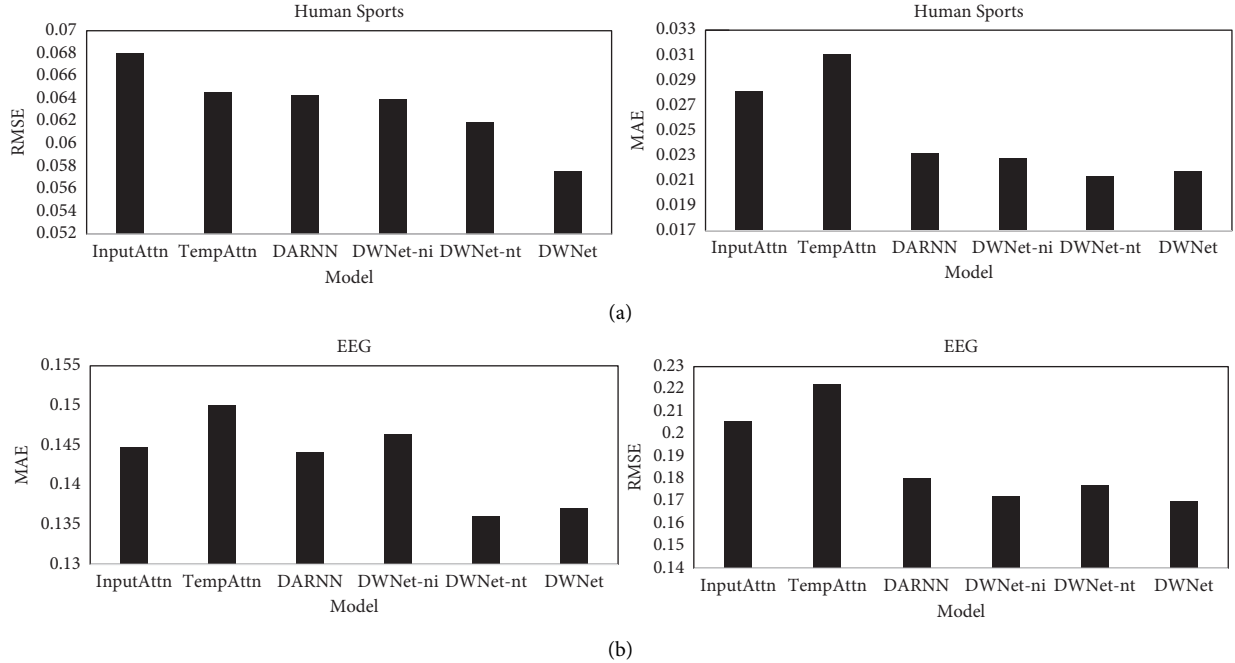 Human Sports
RMSE
0.07
0.068
0.066
0.064
0.062
0.06
0.058
0.056
0.054
0.052
InputAttn TempAttn DARNN DWNet-ni DWNet-nt DWNet
Model
Human Sports
MAE
0.033
0.031
0.029
0.027
0.025
0.023
0.021
0.019
0.017
InputAttn TempAttn DARNN DWNet-ni DWNet-nt DWNet
Model
(a)
EEG
MAE
0.155
0.15
0.145
0.14
0.135
0.13
InputAttn TempAttn DARNN DWNet-ni DWNet-nt DWNet
Model
EEG
RMSE
0.23
0.22
0.21
0.2
0.18
0.17
0.16
0.15
0.14
InputAttn TempAttn DARNN DWNet-ni DWNet-nt DWNet
Model
(b)